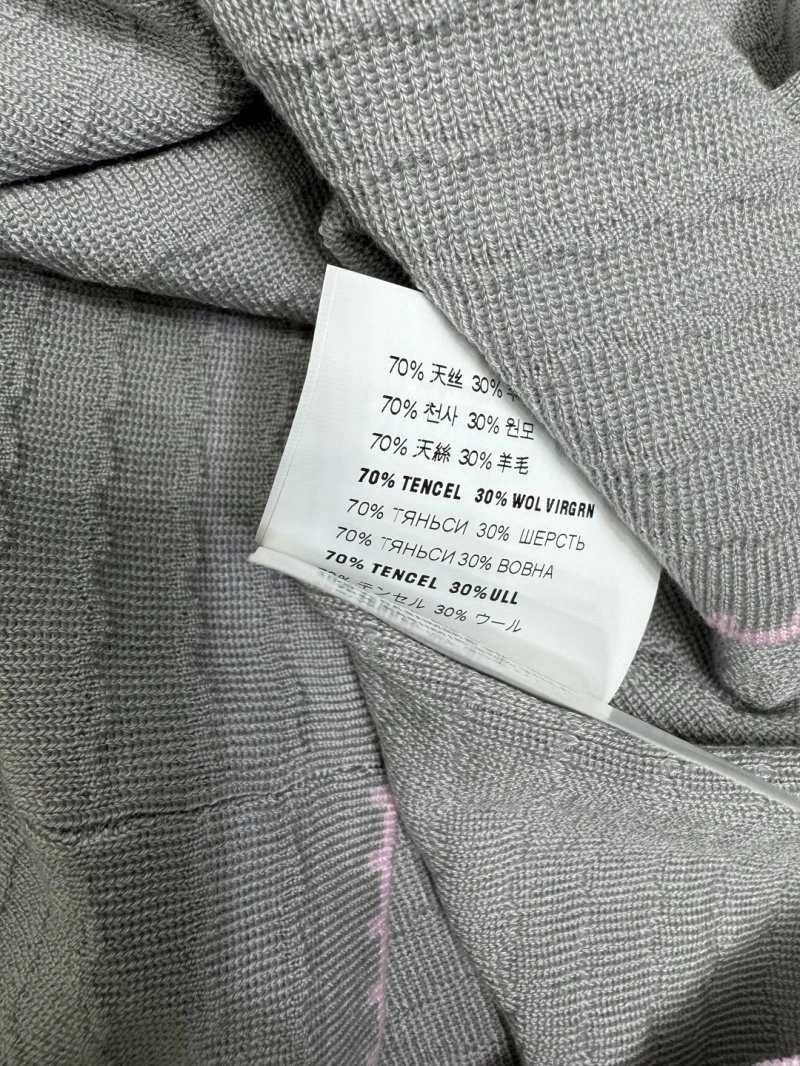 70% 天丝 30%
70% 천사 30% 원모
70% 天絲 30% 羊毛
70% TENCEL 30% WOL VIRGRN
70% ТЯНЬСИ 30% ШЕРСТЬ
70% ТЯНЬСИ 30% ВОВНА
70% TENCEL 30% ULL
70% テンセル 30% ウール